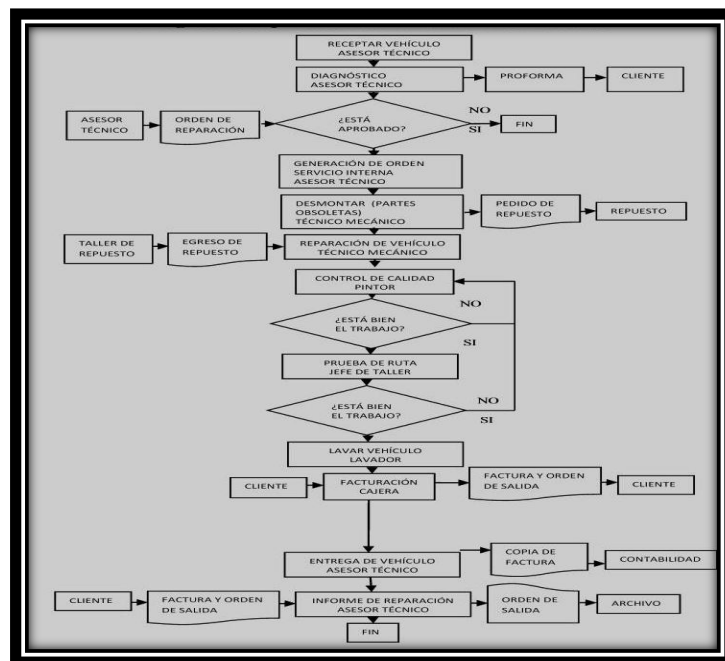 RECEPTAR VEHÍCULO
ASESOR TÉCNICO
DIAGNÓSTICO
ASESOR TÉCNICO
PROFORMA
CLIENTE
ASESOR
TÉCNICO
ORDEN DE
REPARACIÓN
¿ESTÁ
APROBADO?
NO
SI
FIN
GENERACIÓN DE ORDEN
SERVICIO INTERNA
ASESOR TÉCNICO
DESMONTAR (PARTES
OBSOLETAS)
TÉCNICO MECÁNICO
PEDIDO DE
REPUESTO
REPUESTO
TALLER DE
REPUESTO
EGRESO DE
REPUESTO
REPARACIÓN DE VEHÍCULO
TÉCNICO MECÁNICO
CONTROL DE CALIDAD
PINTOR
NO
¿ESTÁ BIEN
EL TRABAJO?
SI
PRUEBA DE RUTA
JEFE DE TALLER
NO
¿ESTÁ BIEN
EL TRABAJO?
SI
LAVAR VEHÍCULO
LAVADOR
CLIENTE
FACTURACIÓN
CAJERA
FACTURA Y ORDEN
DE SALIDA
CLIENTE
ENTREGA DE VEHÍCULO
ASESOR TÉCNICO
COPIA DE
FACTURA
CONTABILIDAD
CLIENTE
FACTURA Y ORDEN
DE SALIDA
INFORME DE REPARACIÓN
ASESOR TÉCNICO
ORDEN DE
SALIDA
ARCHIVO
FIN